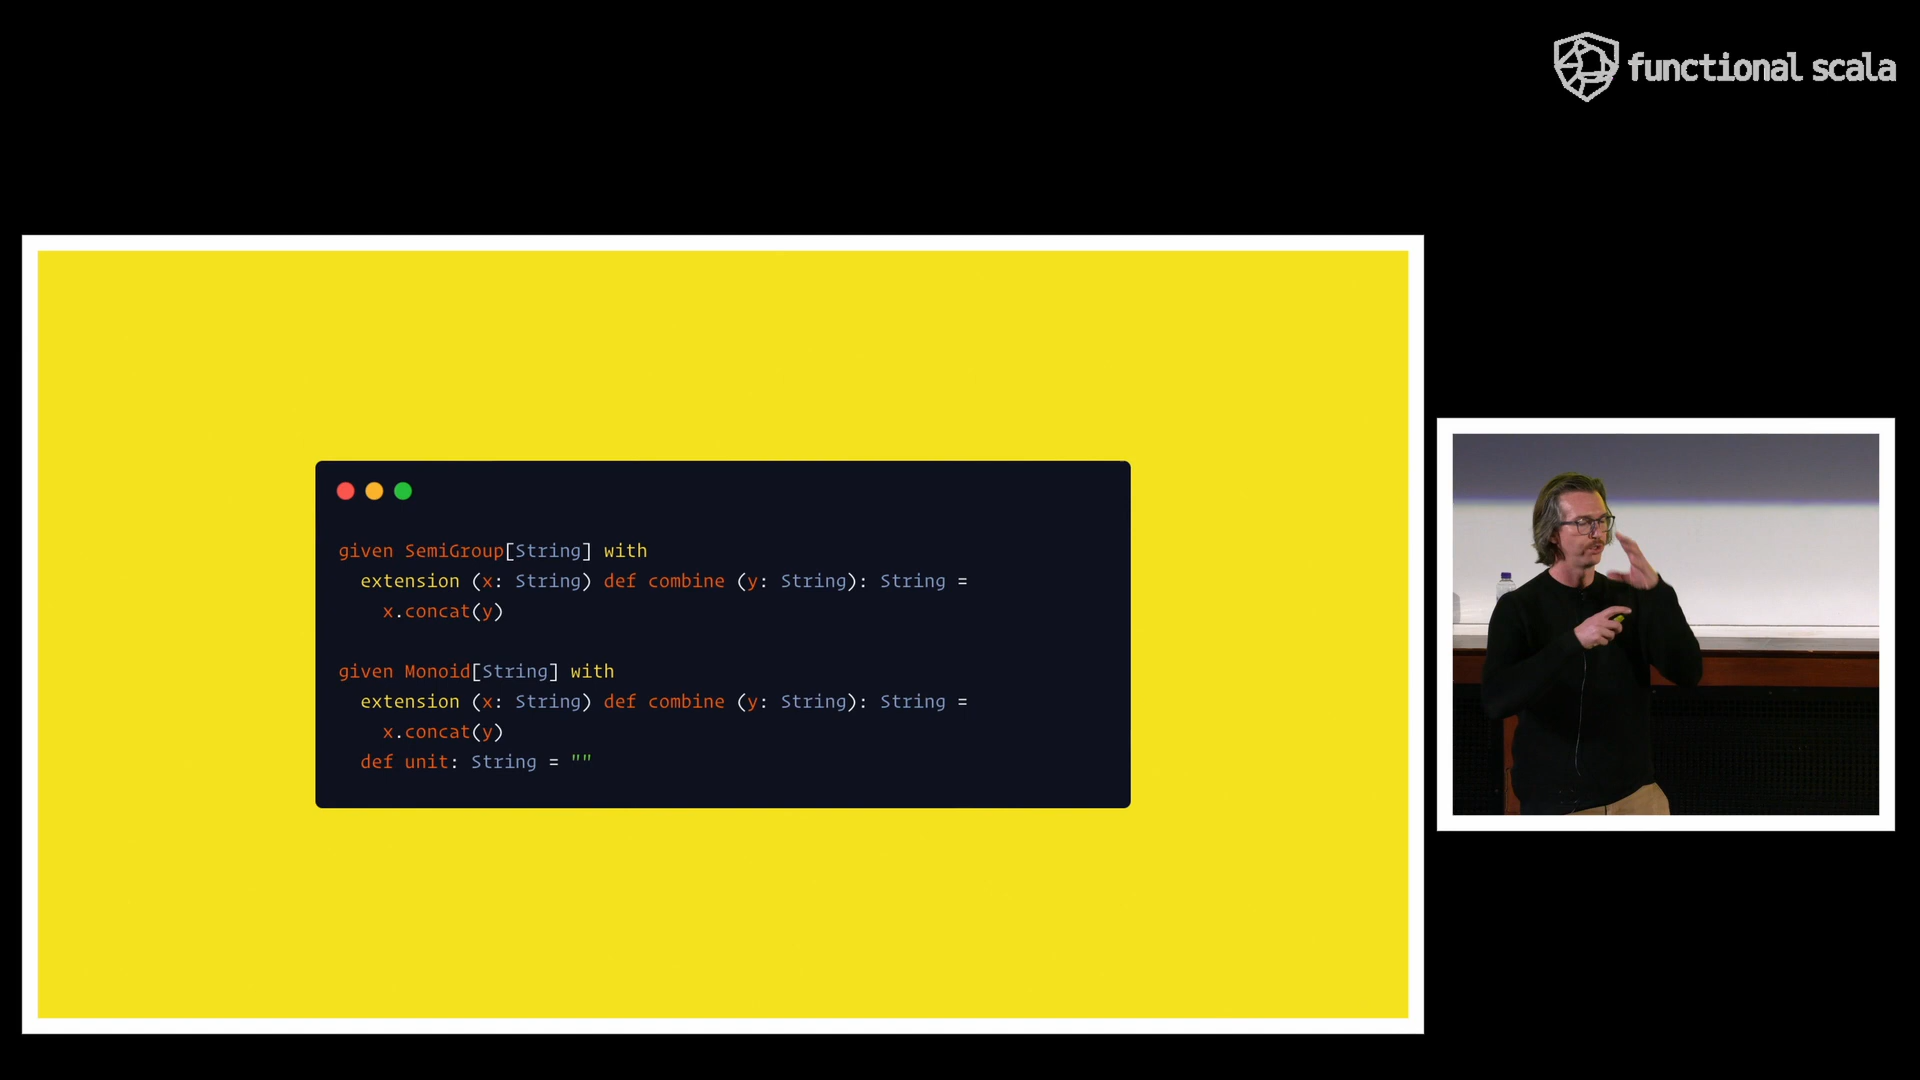 functional scala
given SemiGroup[String] with
  extension (x: String) def combine (y: String): String =
    x.concat(y)
given Monoid[String] with
  extension (x: String) def combine (y: String): String =
    x.concat(y)
  def unit: String = ""